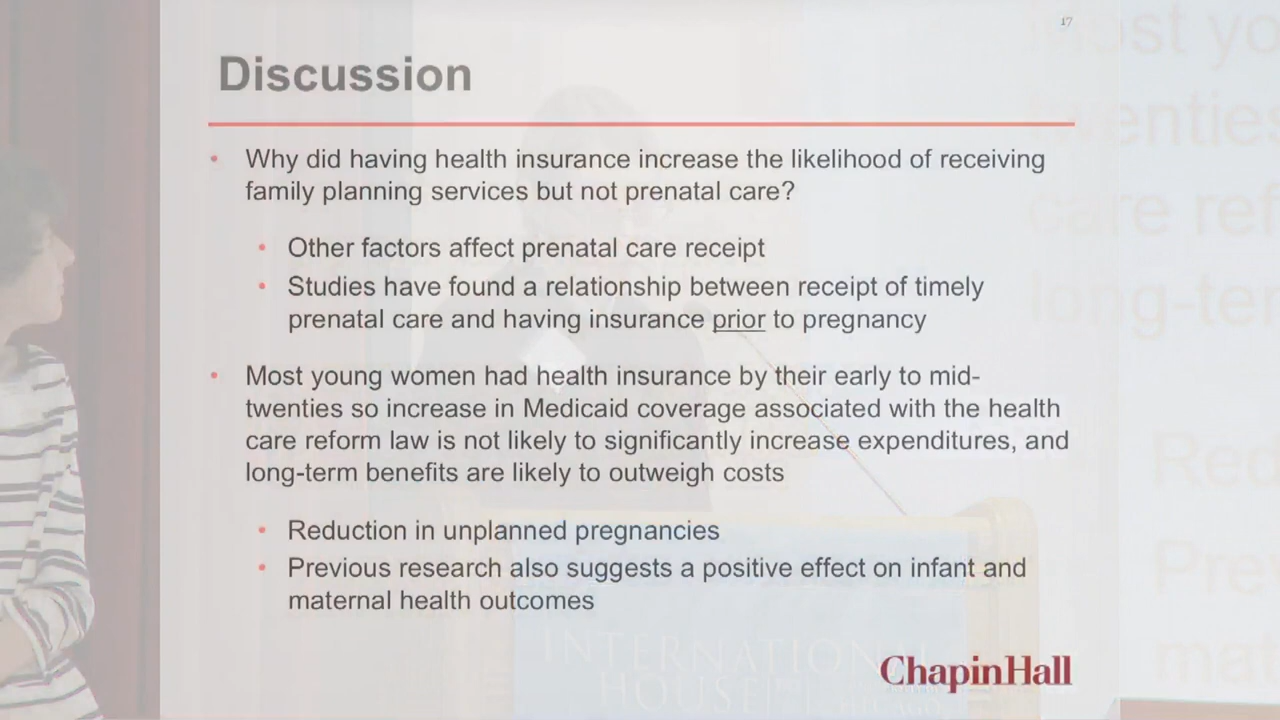 17
Discussion
• Why did having health insurance increase the likelihood of receiving
family planning services but not prenatal care?
• Other factors affect prenatal care receipt
• Studies have found a relationship between receipt of timely
prenatal care and having insurance prior to pregnancy
• Most young women had health insurance by their early to mid-
twenties so increase in Medicaid coverage associated with the health
care reform law is not likely to significantly increase expenditures, and
long-term benefits are likely to outweigh costs
• Reduction in unplanned pregnancies
• Previous research also suggests a positive effect on infant and
maternal health outcomes
ChapinHall
INTERNATIONAL
HOUSE
CHICAGO
care ref